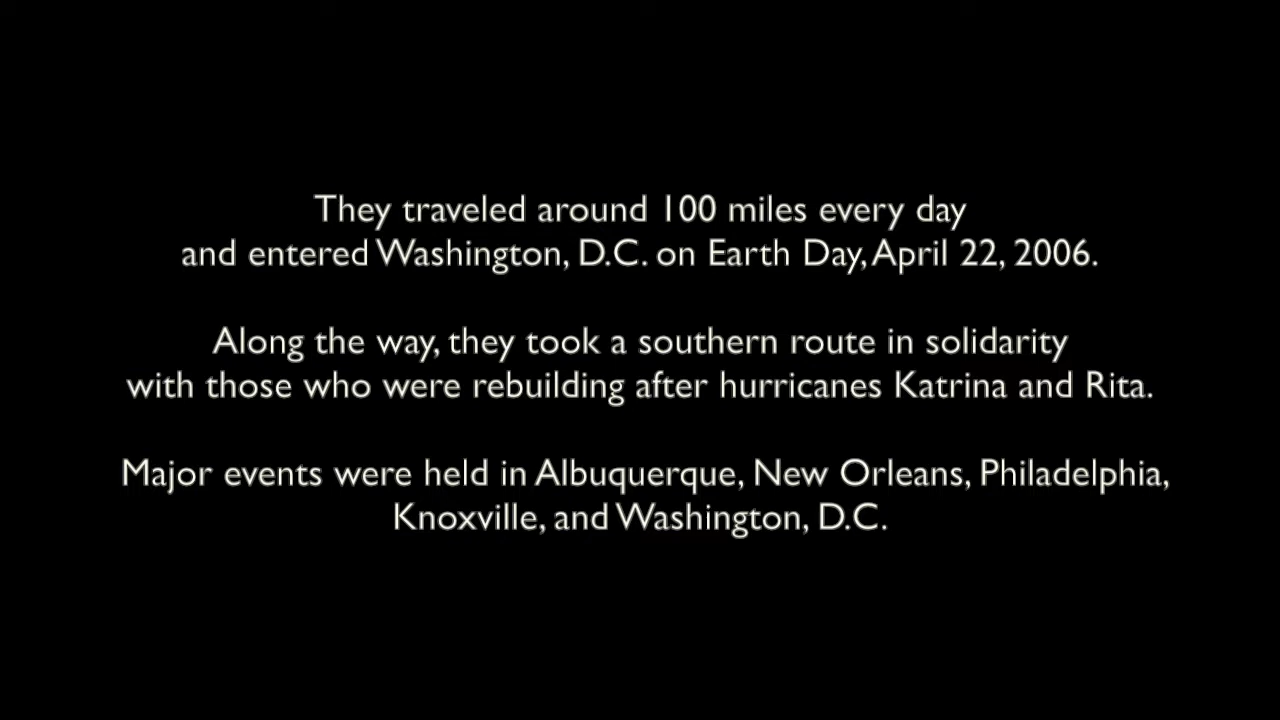 They traveled around 100 miles every day
and entered Washington, D.C. on Earth Day, April 22, 2006.
Along the way, they took a southern route in solidarity
with those who were rebuilding after hurricanes Katrina and Rita.
Major events were held in Albuquerque, New Orleans, Philadelphia,
Knoxville, and Washington, D.C.